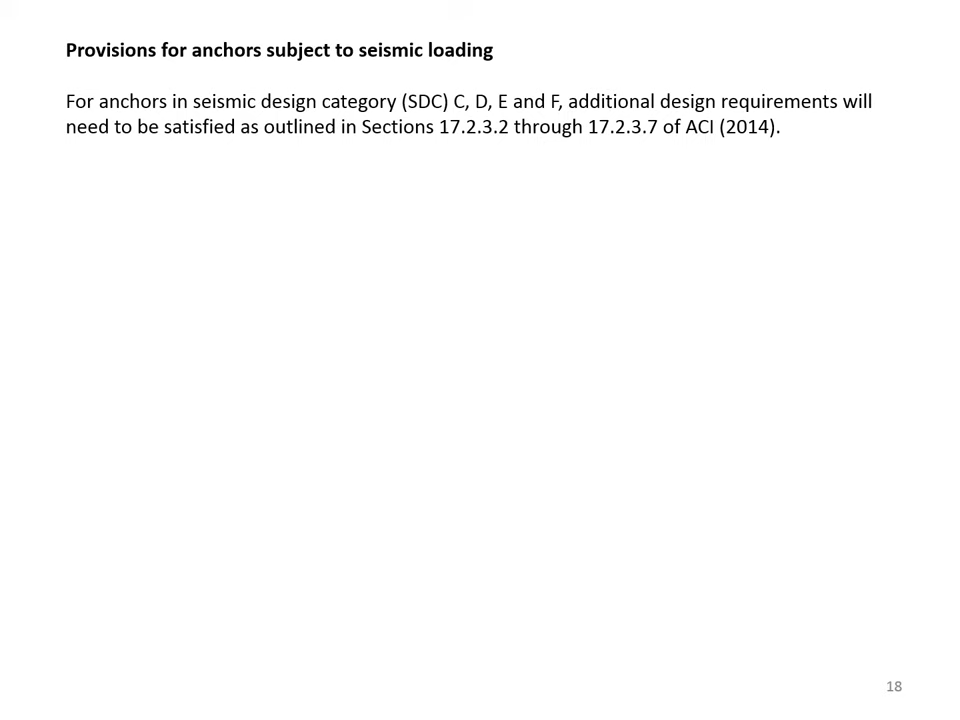 Provisions for anchors subject to seismic loading
For anchors in seismic design category (SDC) C, D, E and F, additional design requirements will
need to be satisfied as outlined in Sections 17.2.3.2 through 17.2.3.7 of ACI (2014).
18